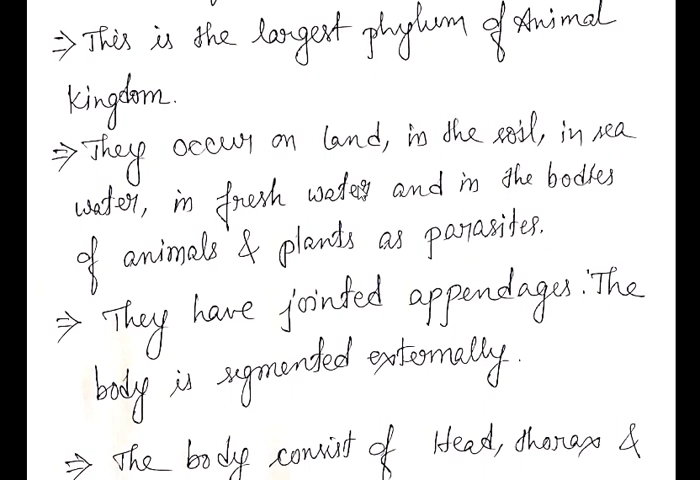 ⇒ This is the largest phylum of Animal
Kingdom.
⇒ They occur on land, in the soil, in sea
water, in fresh water and in the bodies
of animals & plants as parasites.
⇒ They have jointed appendages. The
body is segmented externally.
⇒ The body consist of Head, thorax &